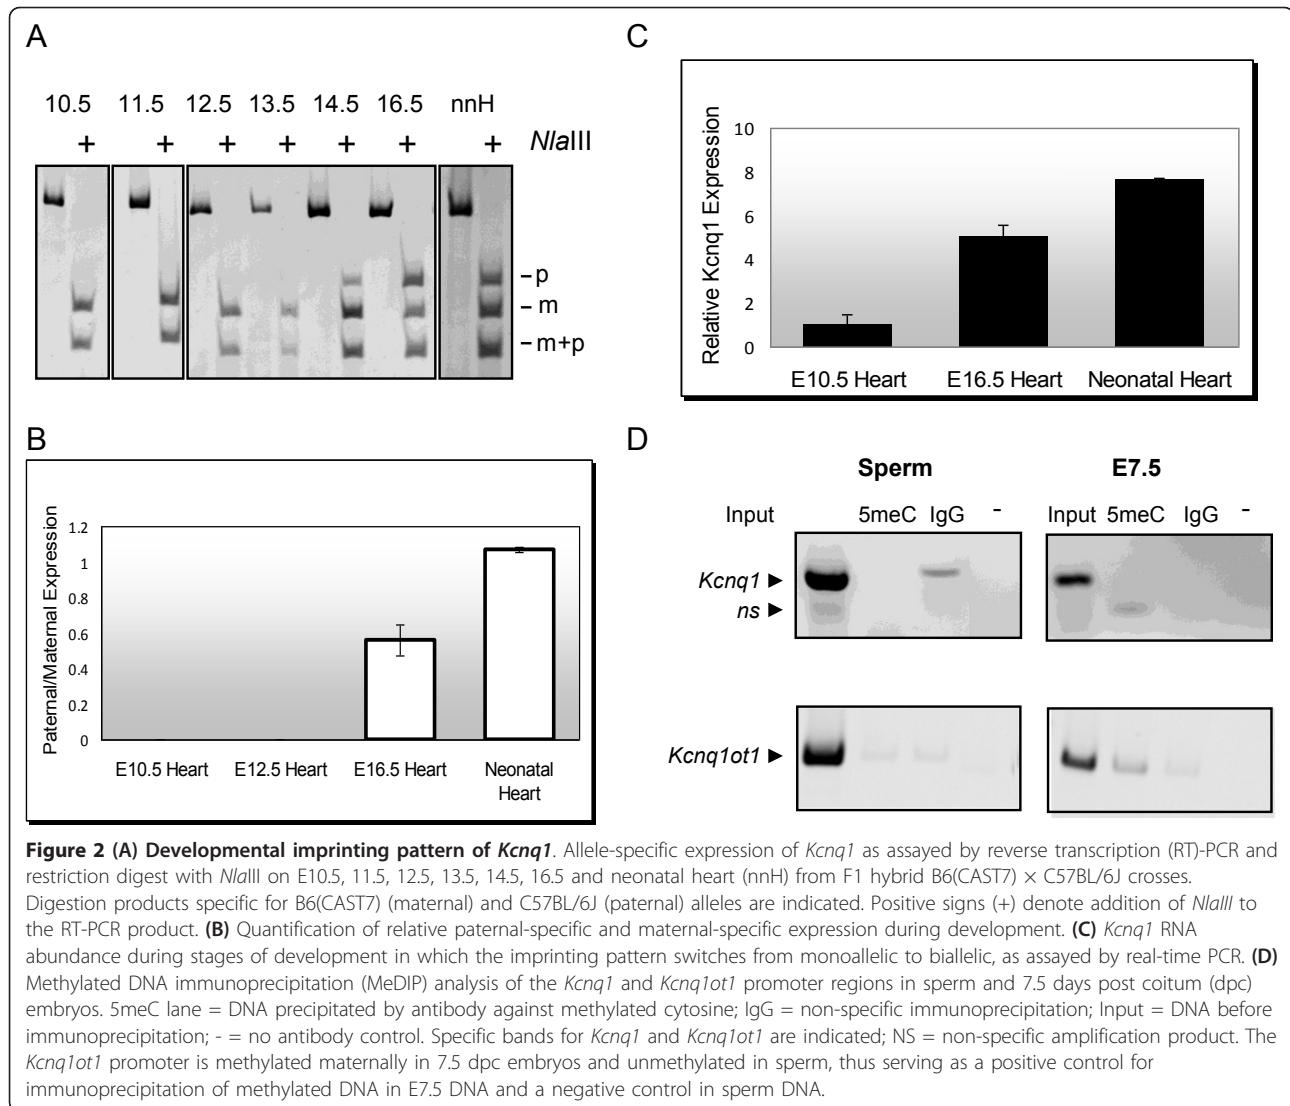 A
10.5 11.5 12.5 13.5 14.5 16.5 nnH
+ + + + + + + NlaIII
–p
–m
–m+p
B
Paternal/Maternal Expression
1.2
1
0.8
0.6
0.4
0.2
0
E10.5 Heart E12.5 Heart E16.5 Heart Neonatal
Heart
C
Relative Kcnq1 Expression
10
8
6
4
2
0
E10.5 Heart E16.5 Heart Neonatal Heart
D
Sperm E7.5
Input 5meC IgG - Input 5meC IgG -
Kcnq1 ►
ns ►
Kcnq1ot1 ►
Figure 2 (A) Developmental imprinting pattern of Kcnq1. Allele-specific expression of Kcnq1 as assayed by reverse transcription (RT)-PCR and
restriction digest with NlaIII on E10.5, 11.5, 12.5, 13.5, 14.5, 16.5 and neonatal heart (nnH) from F1 hybrid B6(CAST7) × C57BL/6J crosses.
Digestion products specific for B6(CAST7) (maternal) and C57BL/6J (paternal) alleles are indicated. Positive signs (+) denote addition of NlaIII to
the RT-PCR product. (B) Quantification of relative paternal-specific and maternal-specific expression during development. (C) Kcnq1 RNA
abundance during stages of development in which the imprinting pattern switches from monoallelic to biallelic, as assayed by real-time PCR. (D)
Methylated DNA immunoprecipitation (MeDIP) analysis of the Kcnq1 and Kcnq1ot1 promoter regions in sperm and 7.5 days post coitum (dpc)
embryos. 5meC lane = DNA precipitated by antibody against methylated cytosine; IgG = non-specific immunoprecipitation; Input = DNA before
immunoprecipitation; - = no antibody control. Specific bands for Kcnq1 and Kcnq1ot1 are indicated; NS = non-specific amplification product. The
Kcnq1ot1 promoter is methylated maternally in 7.5 dpc embryos and unmethylated in sperm, thus serving as a positive control for
immunoprecipitation of methylated DNA in E7.5 DNA and a negative control in sperm DNA.